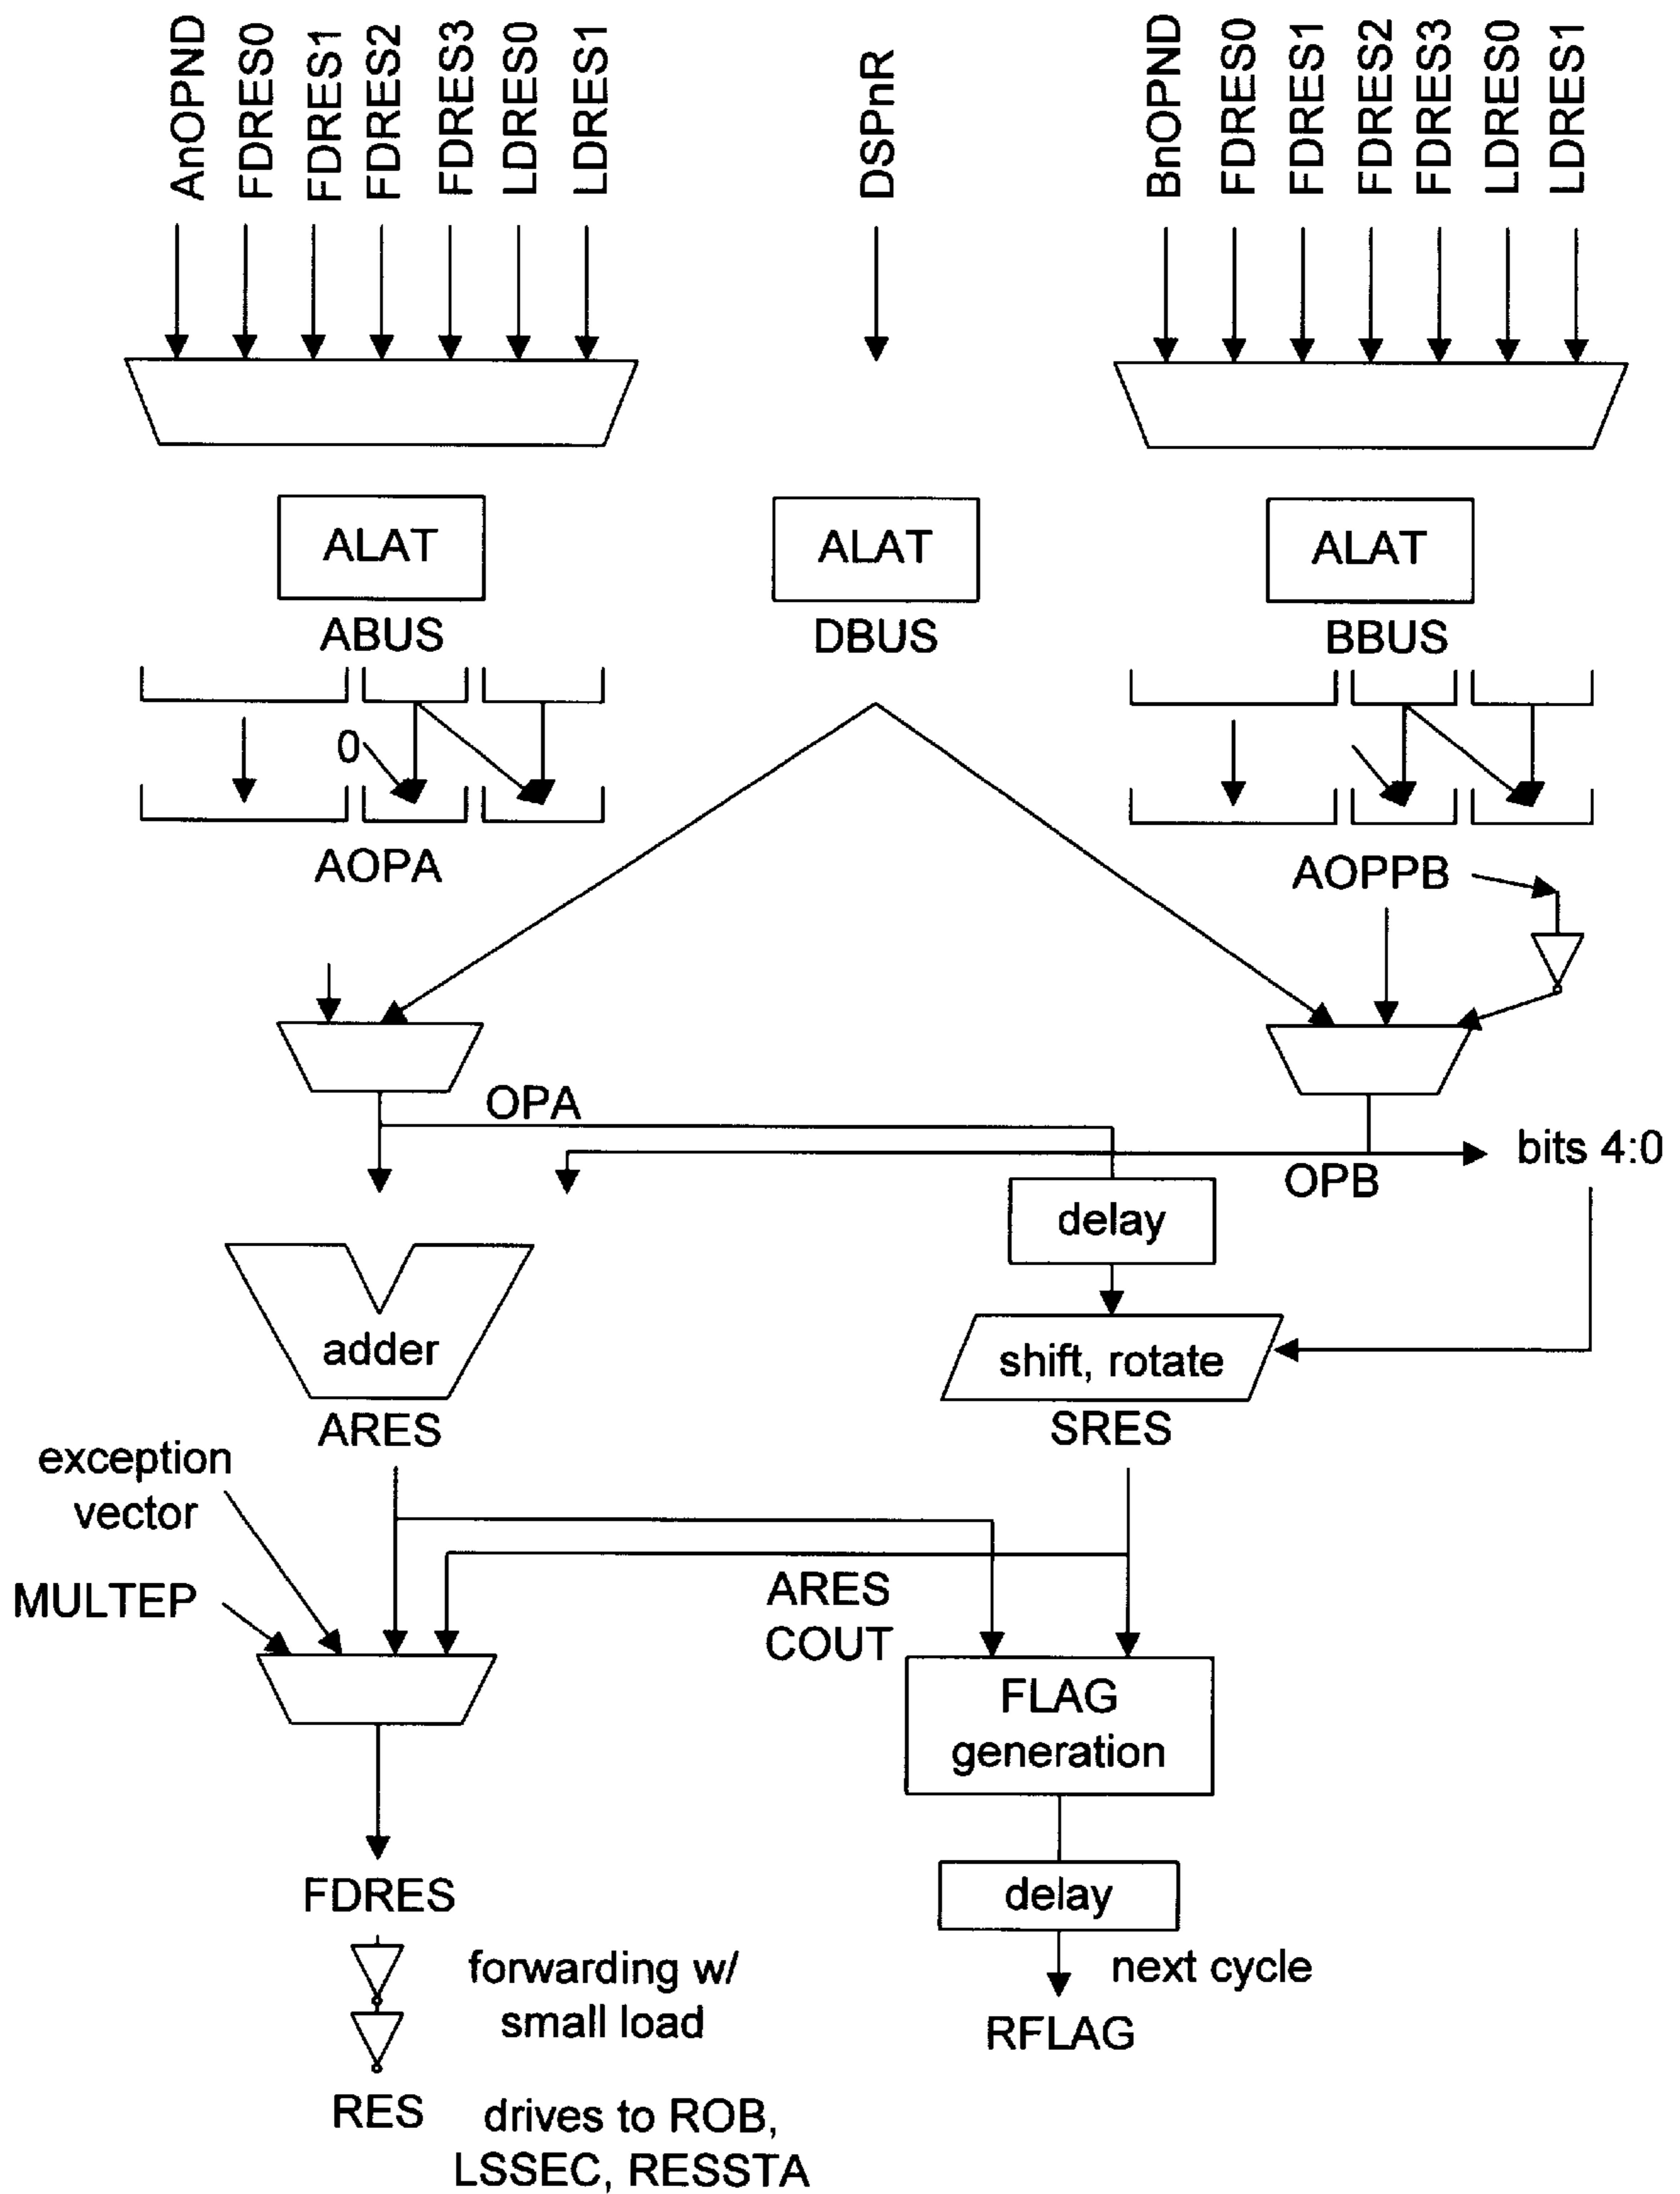 AnOPND
FDRES0
FDRES1
FDRES2
FDRES3
LDRES0
LDRES1
DSPnR
BnOPND
FDRES0
FDRES1
FDRES2
FDRES3
LDRES0
LDRES1
ALAT
ALAT
ALAT
ABUS
DBUS
BBUS
0
AOPA
AOPPB
OPA
bits 4:0
OPB
delay
adder
shift, rotate
ARES
SRES
exception
vector
MULTEP
ARES
COUT
FLAG
generation
FDRES
delay
forwarding w/
small load
next cycle
RFLAG
RES
drives to ROB,
LSSEC, RESSTA